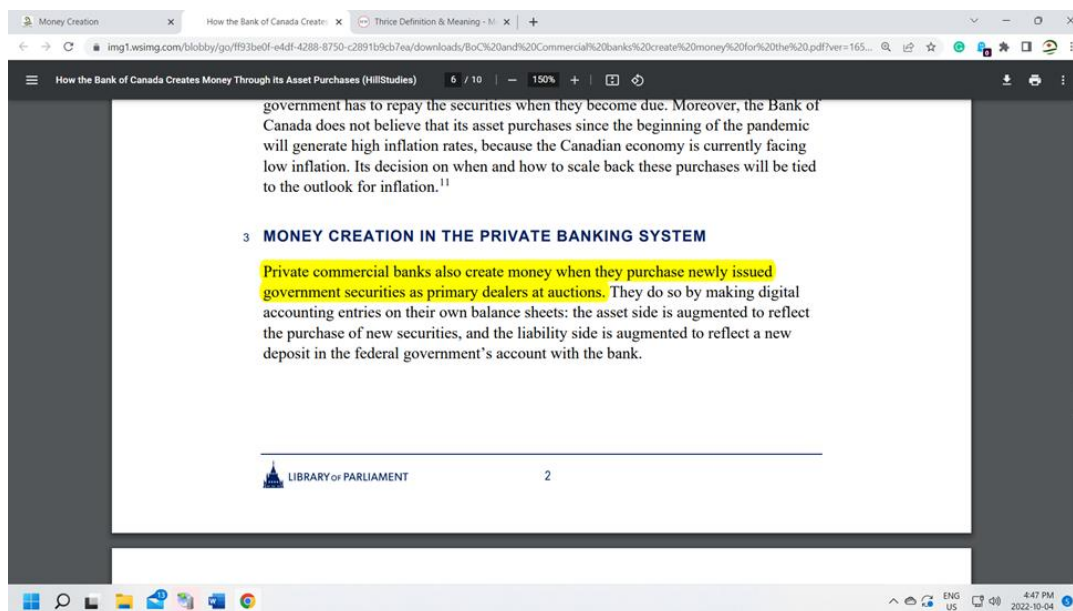 Money Creation
How the Bank of Canada Creates
Thrice Definition & Meaning - M
img1.wsimg.com/blobby/go/ff93be0f-e4df-4288-8750-c2891b9cb7ea/downloads/BoC%20and%20Commercial%20banks%20create%20money%20for%20the%20.pdf?ver=165...
How the Bank of Canada Creates Money Through its Asset Purchases (HillStudies)
6 / 10
150%
government has to repay the securities when they become due. Moreover, the Bank of
Canada does not believe that its asset purchases since the beginning of the pandemic
will generate high inflation rates, because the Canadian economy is currently facing
low inflation. Its decision on when and how to scale back these purchases will be tied
to the outlook for inflation.11
3 MONEY CREATION IN THE PRIVATE BANKING SYSTEM
Private commercial banks also create money when they purchase newly issued
government securities as primary dealers at auctions. They do so by making digital
accounting entries on their own balance sheets: the asset side is augmented to reflect
the purchase of new securities, and the liability side is augmented to reflect a new
deposit in the federal government's account with the bank.
LIBRARY OF PARLIAMENT
2
13
ENG
US
4:47 PM
2022-10-04